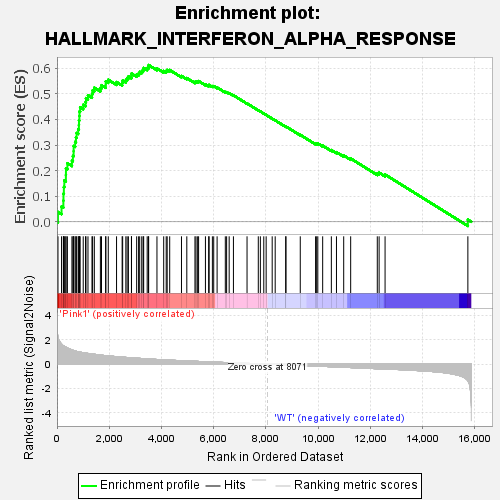 Enrichment plot:
HALLMARK_INTERFERON_ALPHA_RESPONSE
Enrichment score (ES)
0.6
0.5
0.4
0.3
0.2
0.1
0.0
'Pink1' (positively correlated)
Ranked list metric (Signal2Noise)
4
2
0
-2
-4
Zero cross at 8071
'WT' (negatively correlated)
0
2,000
4,000
6,000
8,000
10,000
12,000
14,000
16,000
Rank in Ordered Dataset
Enrichment profile
Hits
Ranking metric scores